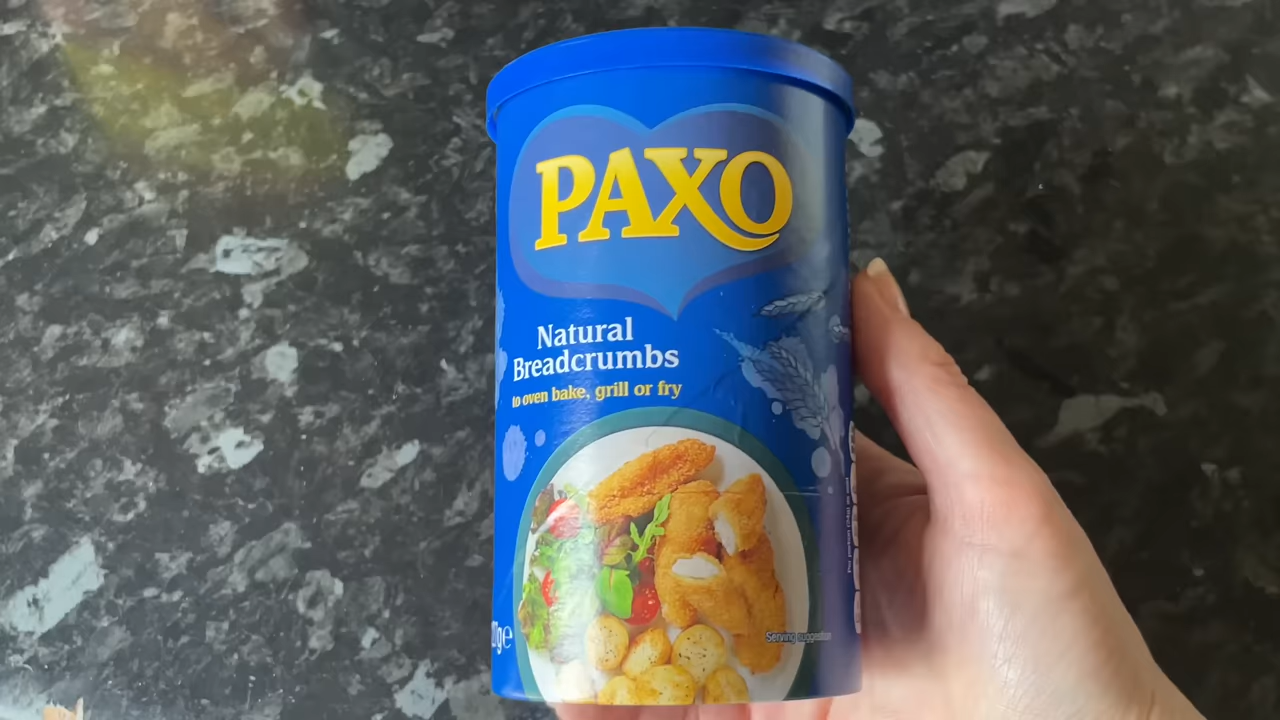 PAXO
Natural
Breadcrumbs
to oven bake, grill or fry
Serving suggestion